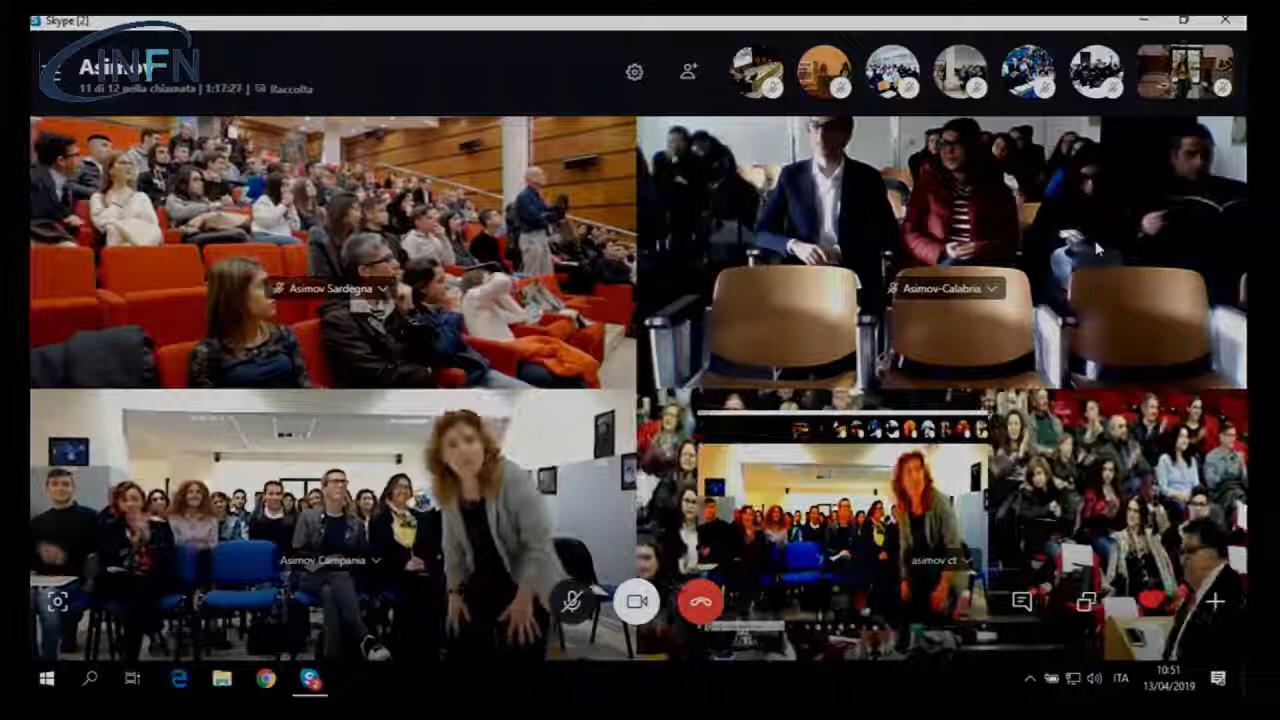 Skype [2]
INFN
Asimov
11 di 12 nella chiamata | 1:17:27 | Raccolta
Asimov Sardegna
Asimov-Calabria
Asimov Campania
asimov ct
ITA
10:51
13/04/2019